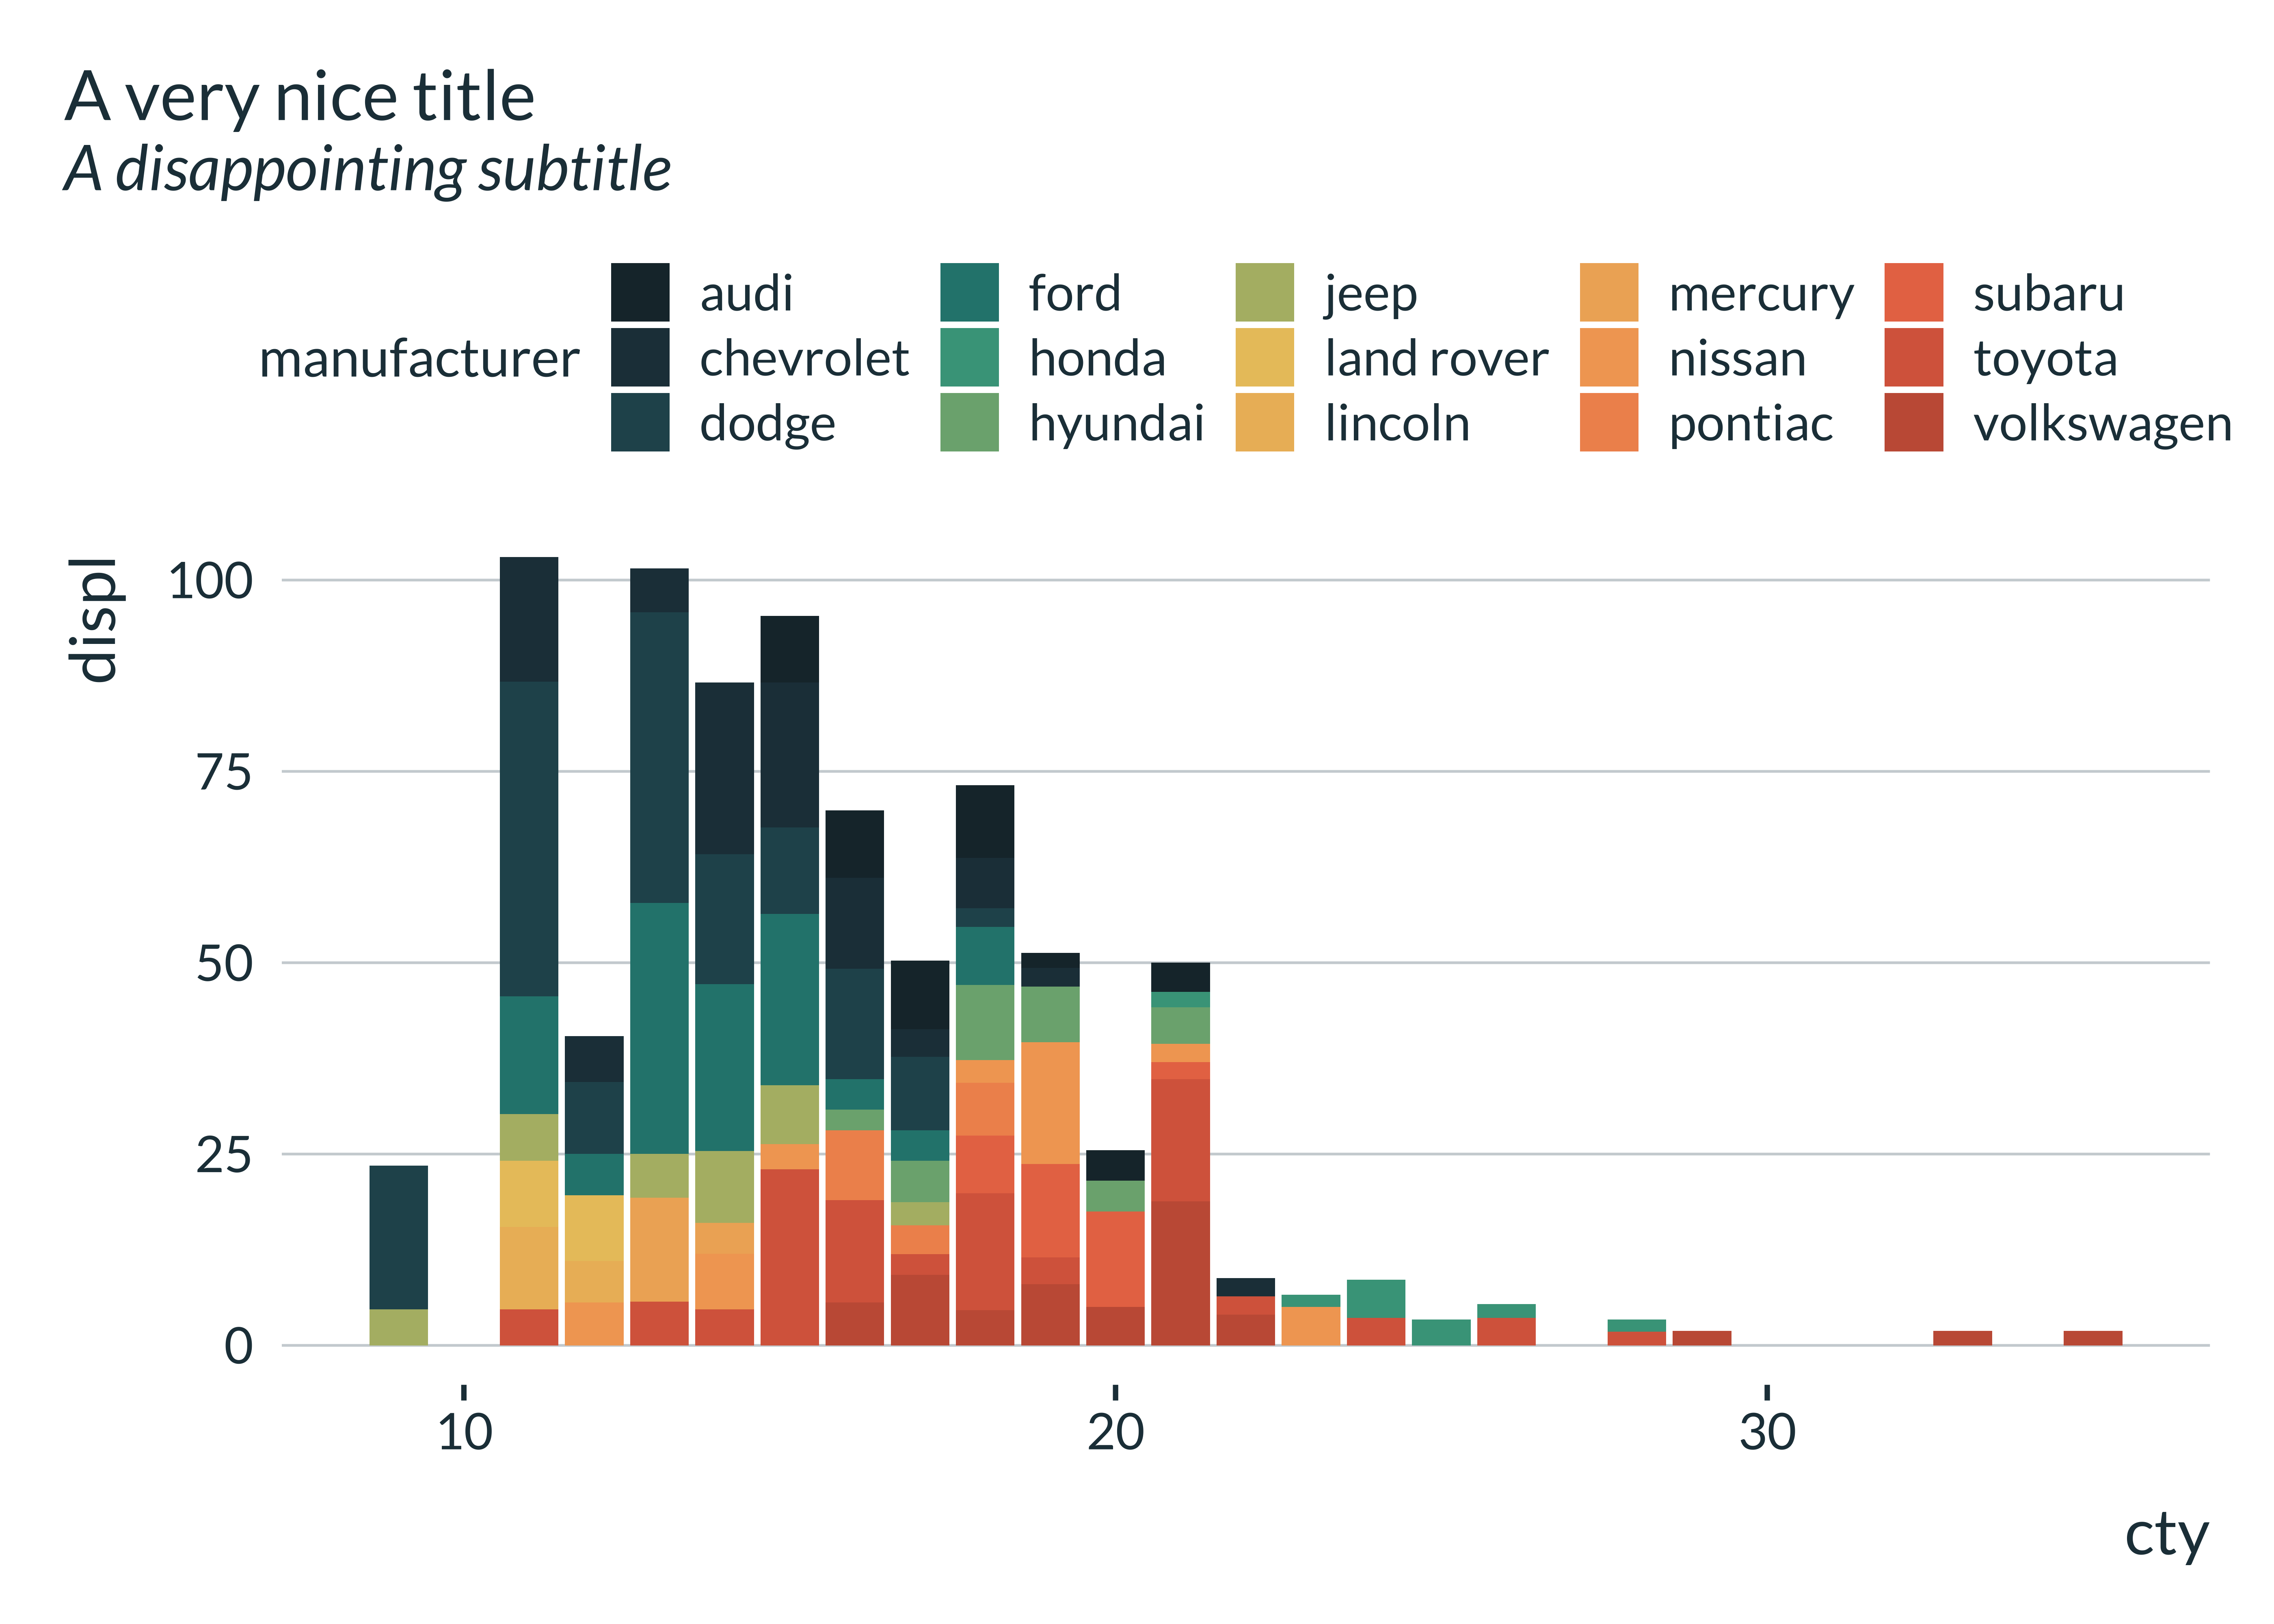 A very nice title
A disappointing subtitle
audi ford jeep mercury subaru
manufacturer chevrolet honda land rover nissan toyota
dodge hyundai lincoln pontiac volkswagen
displ
100
75
50
25
0
10 20 30
cty